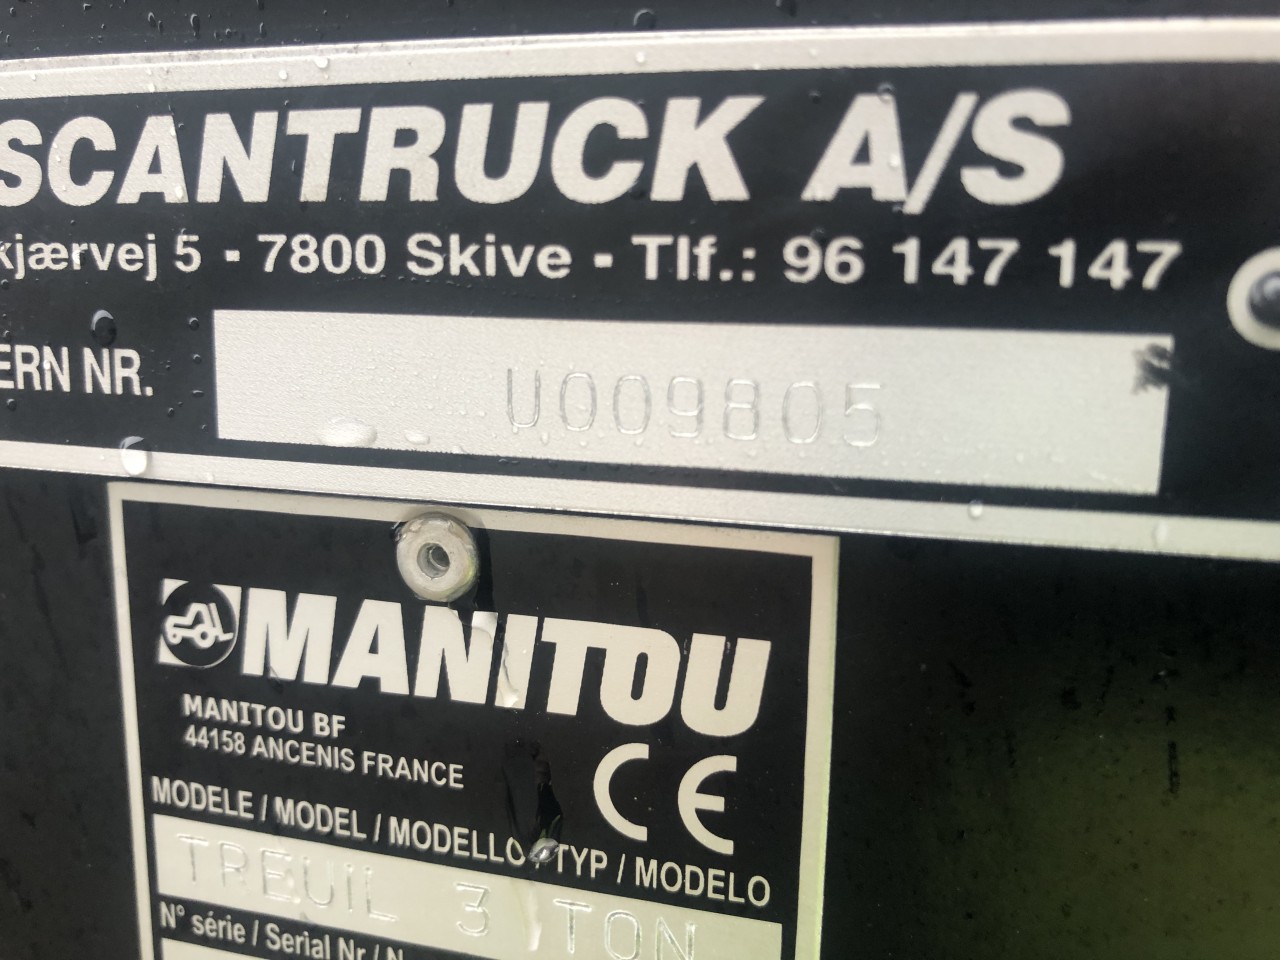 SCANTRUCK A/S
kjærvej 5 - 7800 Skive - Tlf.: 96 147 147
ERN NR. U009805
MANITOU
MANITOU BF
44158 ANCENIS FRANCE
CE
MODELE / MODEL / MODELLO / TYP / MODELO
TREUIL 3 TON
N° série / Serial Nr / N